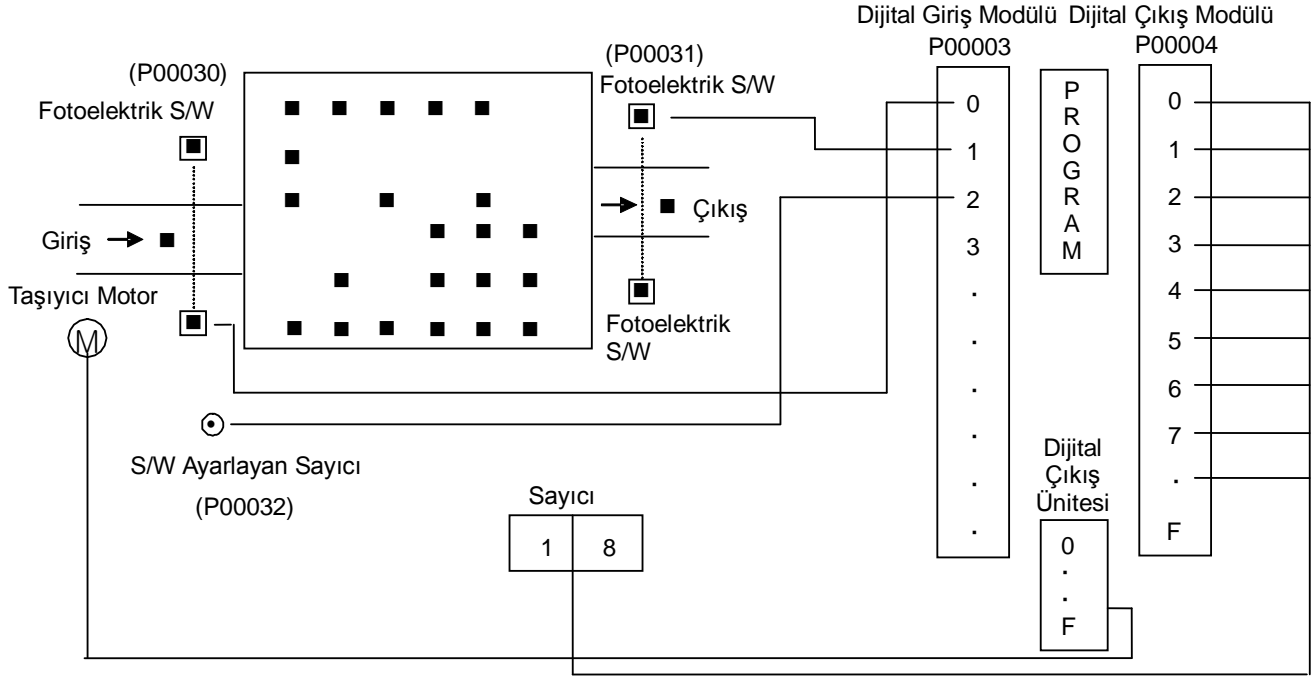 Dijital Giriş Modülü
P00003
Dijital Çıkış Modülü
P00004
(P00030)
Fotoelektrik S/W
(P00031)
Fotoelektrik S/W
Giriş
Çıkış
Taşıyıcı Motor
M
Fotoelektrik
S/W
S/W Ayarlayan Sayıcı
(P00032)
Sayıcı
1 8
0
1
2
3
.
.
.
.
.
.
P
R
O
G
R
A
M
Dijital
Çıkış
Ünitesi
0
.
.
F
0
1
2
3
4
5
6
7
.
F